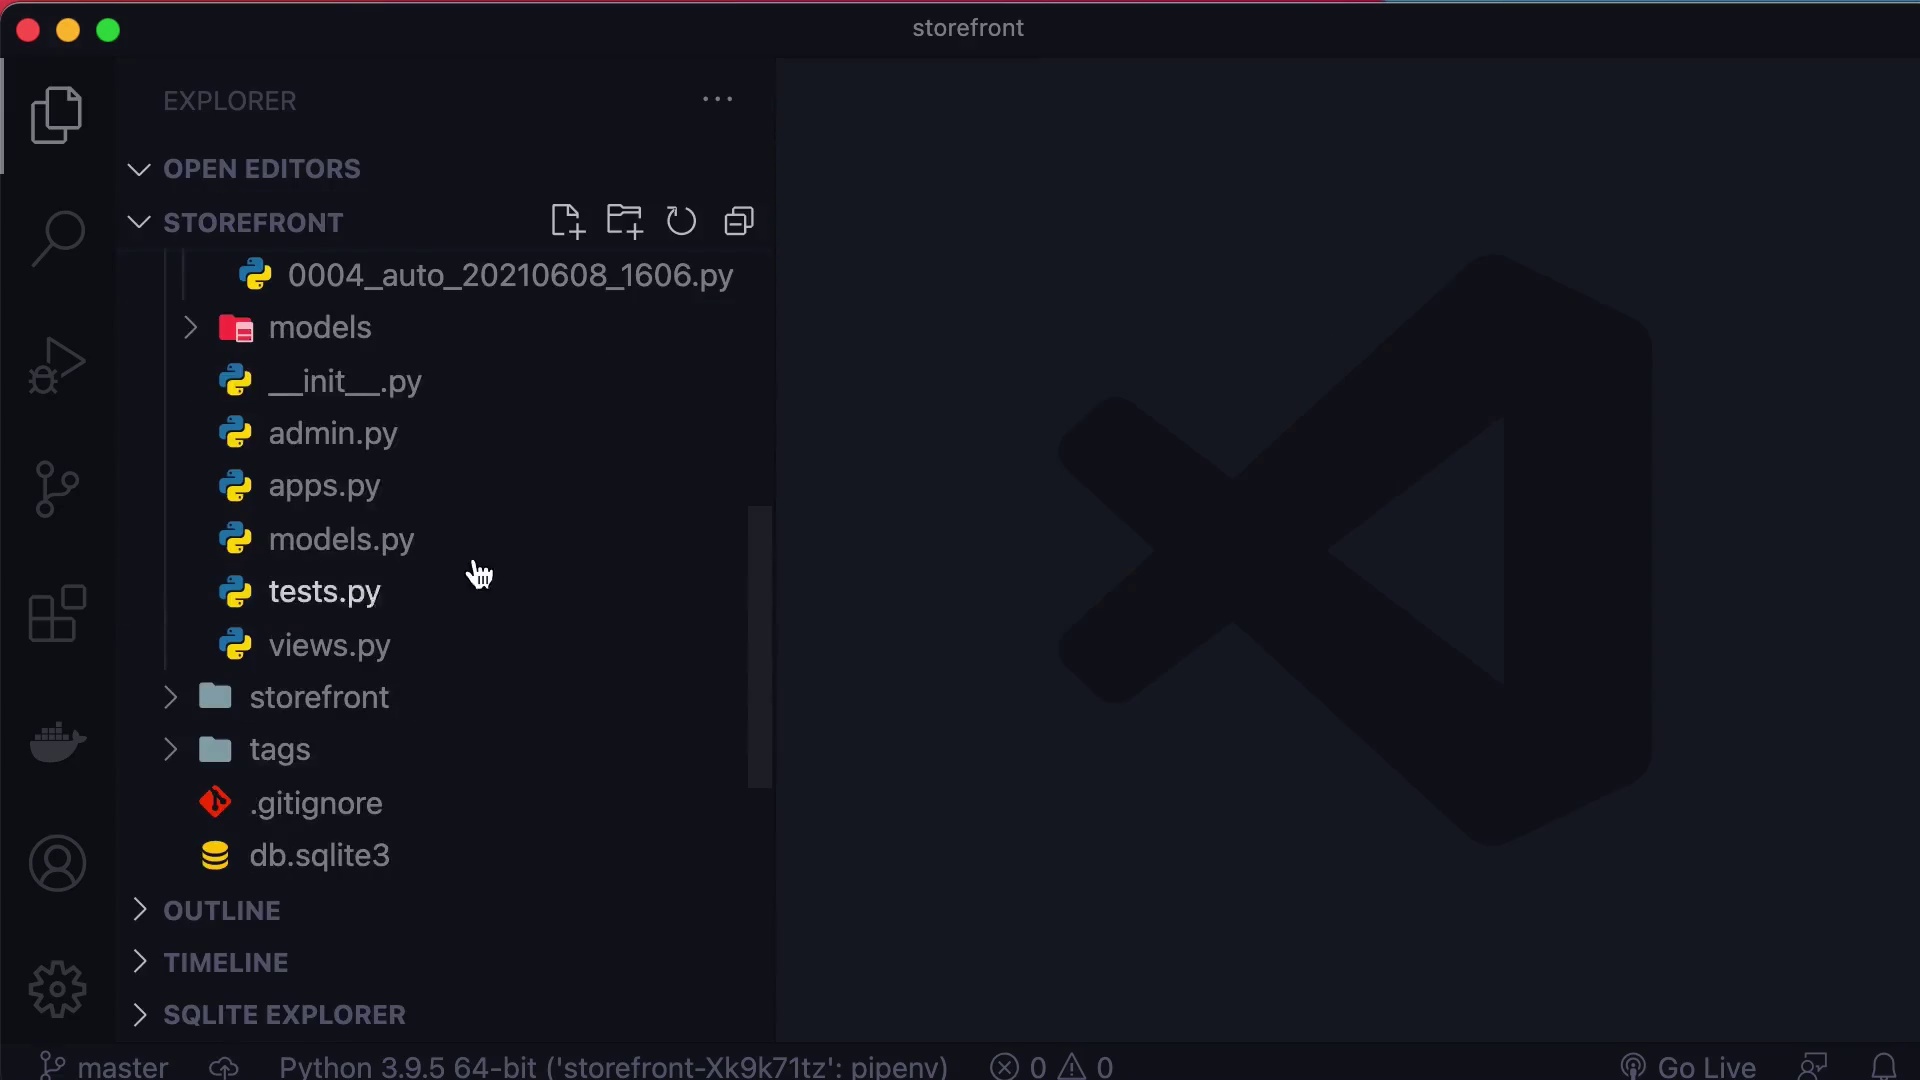 storefront
EXPLORER
OPEN EDITORS
STOREFRONT
0004_auto_20210608_1606.py
models
__init__.py
admin.py
apps.py
models.py
tests.py
views.py
storefront
tags
.gitignore
db.sqlite3
OUTLINE
TIMELINE
SQLITE EXPLORER
master Python 3.9.5 64-bit ('storefront-Xk9k71tz': pipenv) 0 0 Go Live